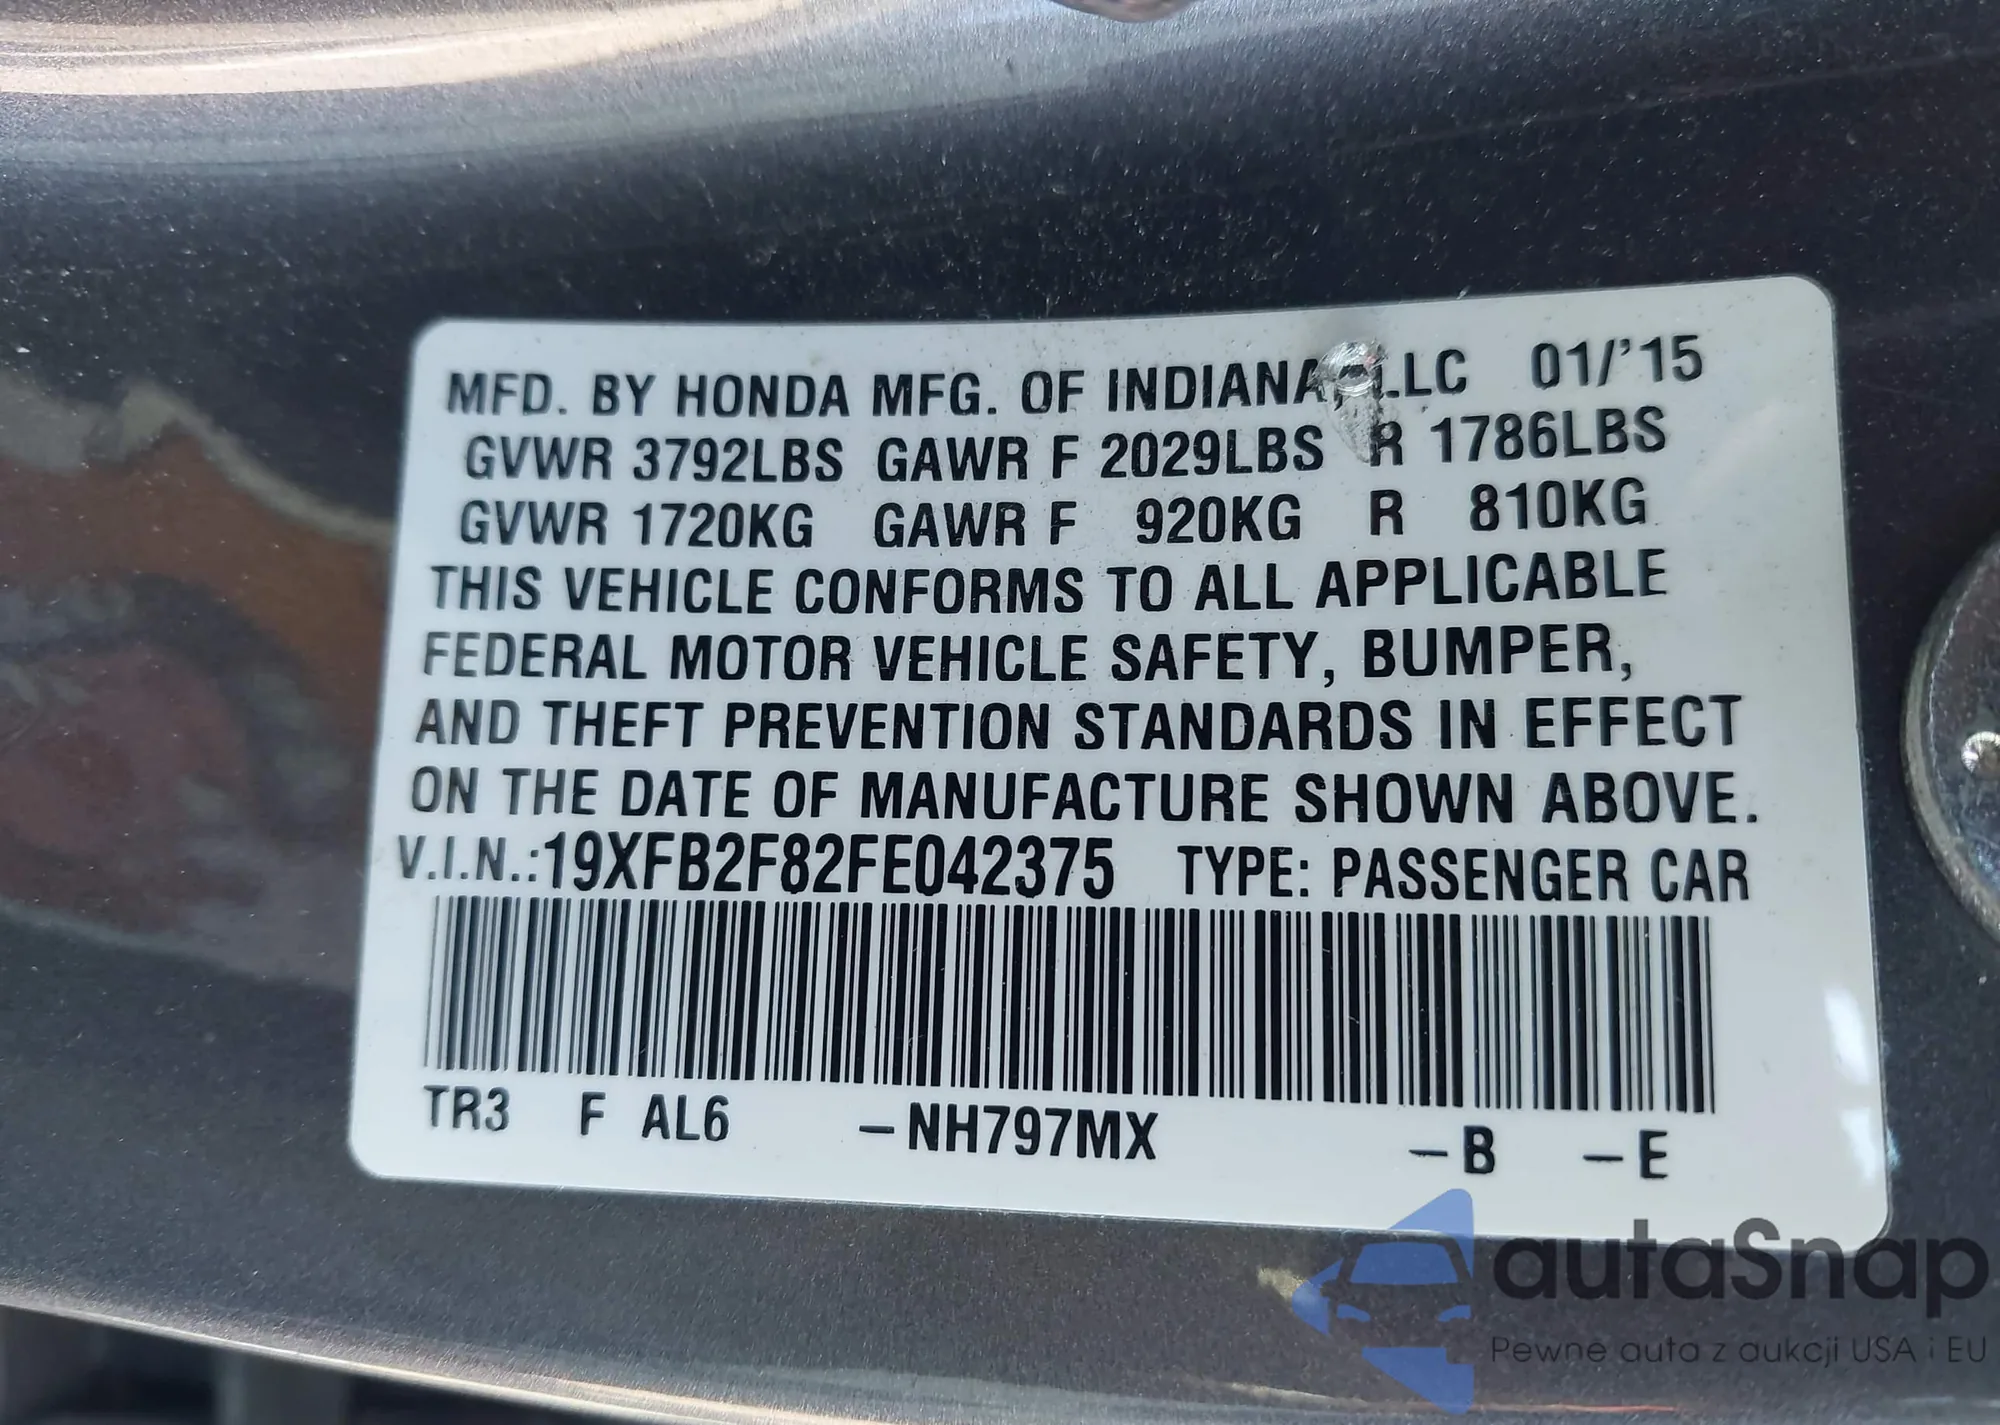 MFD. BY HONDA MFG. OF INDIANA, LLC 01/'15
GVWR 3792LBS GAWR F 2029LBS R 1786LBS
GVWR 1720KG GAWR F 920KG R 810KG
THIS VEHICLE CONFORMS TO ALL APPLICABLE
FEDERAL MOTOR VEHICLE SAFETY, BUMPER,
AND THEFT PREVENTION STANDARDS IN EFFECT
ON THE DATE OF MANUFACTURE SHOWN ABOVE.
V.I.N.:19XFB2F82FE042375 TYPE: PASSENGER CAR
TR3 F AL6 -NH797MX -B -E
autaSnap
Pewne auta z aukcji USA i EU